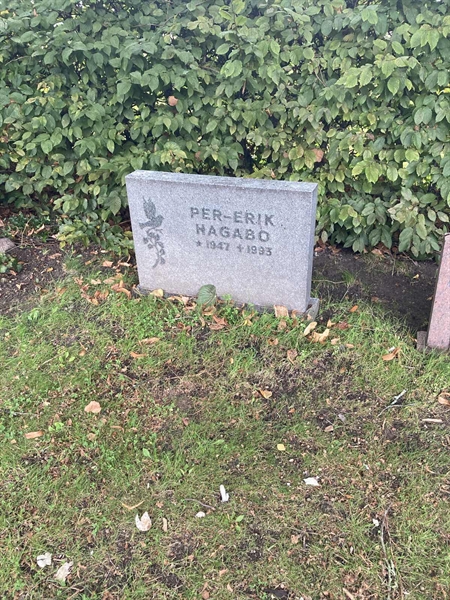 PER-ERIK
HAGABO
* 1947 † 1993